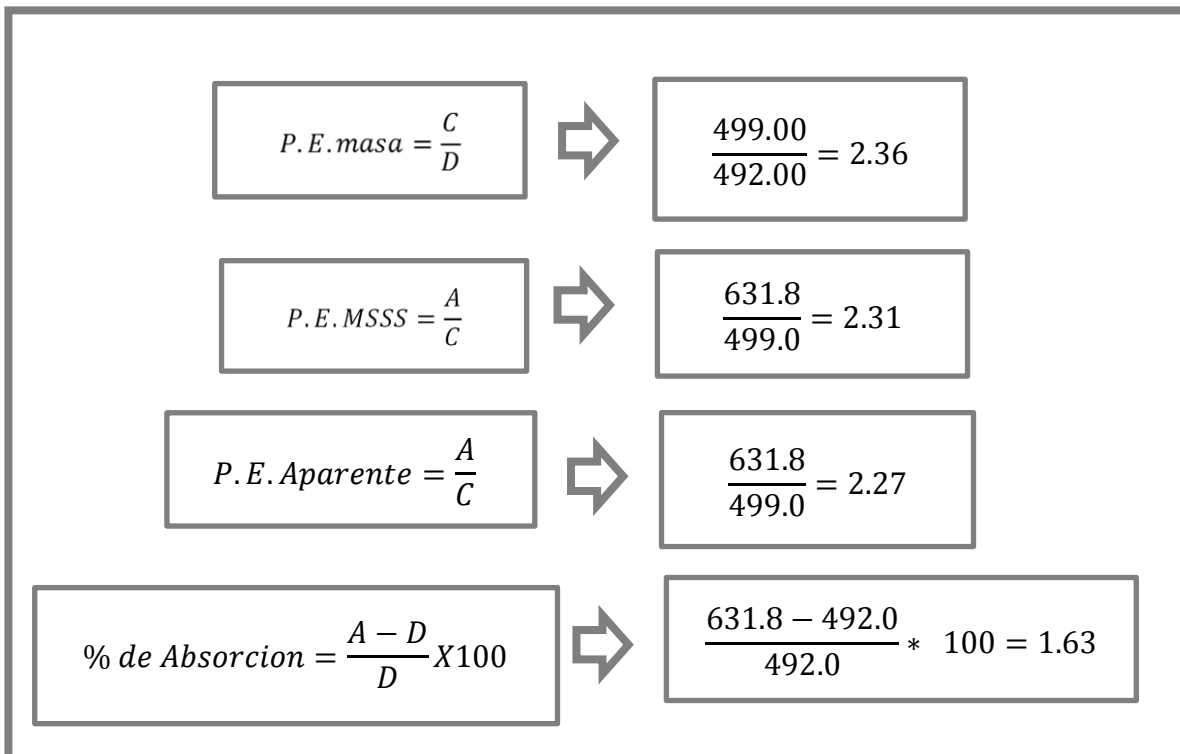 P.E.masa = C/D
499.00/492.00 = 2.36
P.E.MSSS = A/C
631.8/499.0 = 2.31
P.E.Aparente = A/C
631.8/499.0 = 2.27
% de Absorcion = A − D/D X100
631.8 − 492.0/492.0 * 100 = 1.63